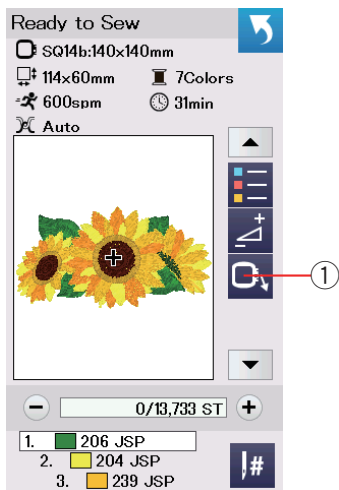 Ready to Sew
SQ14b:140x140mm
114x60mm 7Colors
600spm 31min
Auto
①
0/13,733 ST
1. 206 JSP
2. 204 JSP
3. 239 JSP
#